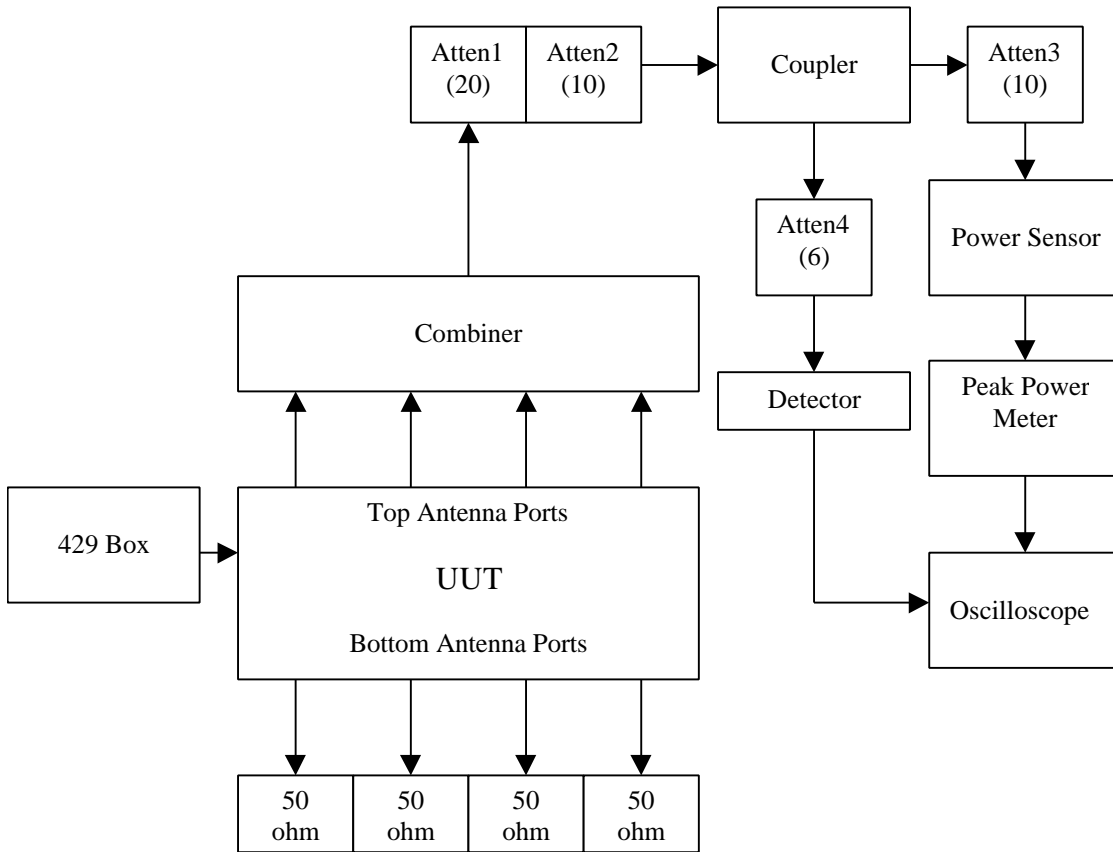 Atten1
(20)
Atten2
(10)
Coupler
Atten3
(10)
Atten4
(6)
Power Sensor
Combiner
Detector
Peak Power
Meter
429 Box
Top Antenna Ports
UUT
Bottom Antenna Ports
Oscilloscope
50
ohm
50
ohm
50
ohm
50
ohm